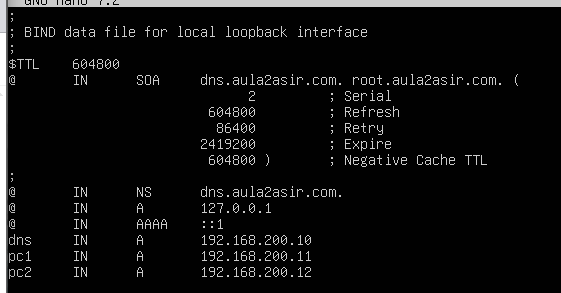 GNU nano 7.2
;
; BIND data file for local loopback interface
;
$TTL 604800
@ IN SOA dns.aula2asir.com. root.aula2asir.com. (
2 ; Serial
604800 ; Refresh
86400 ; Retry
2419200 ; Expire
604800 ) ; Negative Cache TTL
;
@ IN NS dns.aula2asir.com.
@ IN A 127.0.0.1
@ IN AAAA ::1
dns IN A 192.168.200.10
pc1 IN A 192.168.200.11
pc2 IN A 192.168.200.12